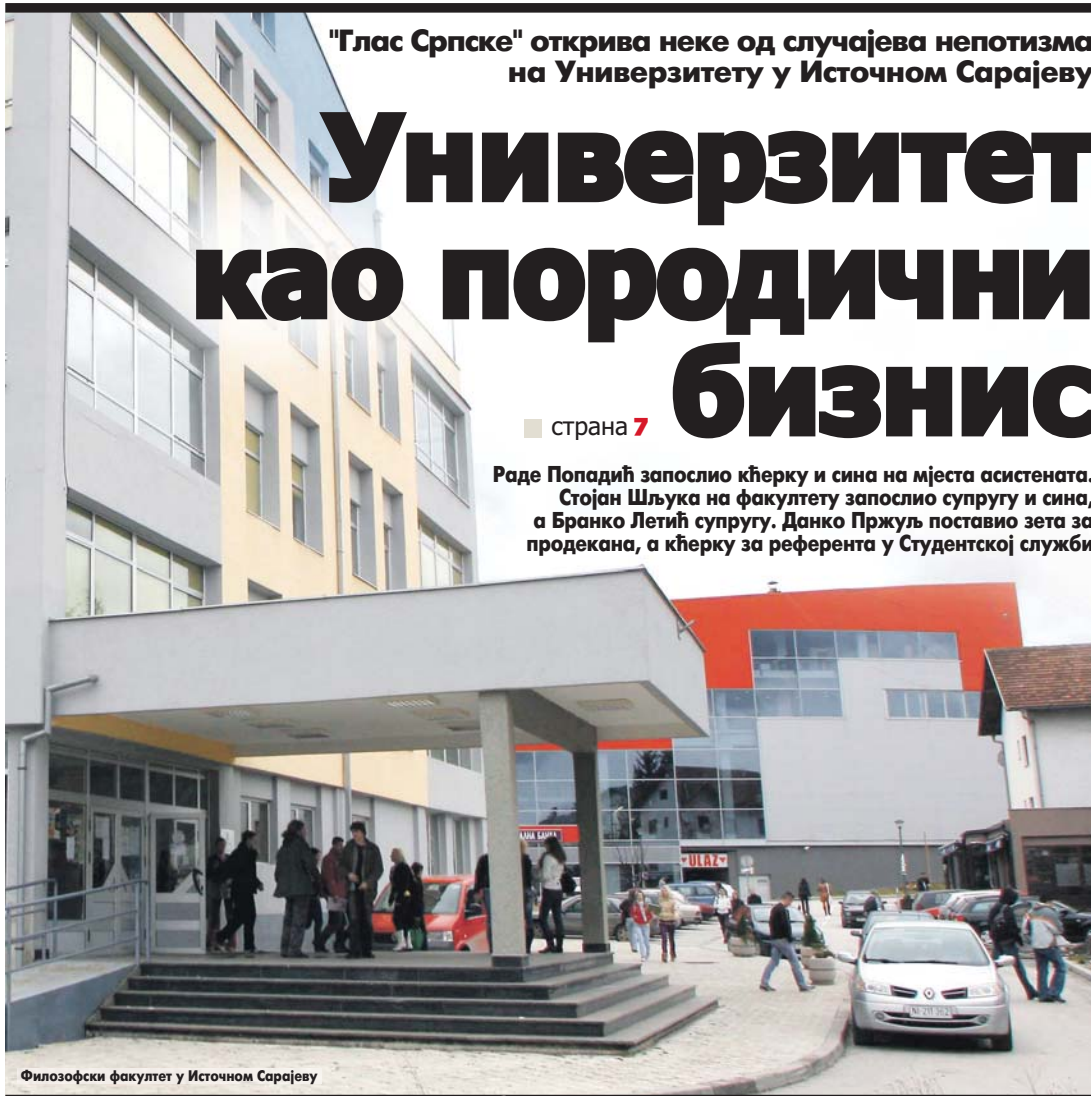 "Глас Српске" открива неке од случајева непотизма
на Универзитету у Источном Сарајеву
Универзитет
као породични
бизнис
страна 7
Раде Попадић запослио кћерку и сина на мјеста асистената.
Стојан Шљука на факултету запослио супругу и сина,
а Бранко Летић супругу. Данко Пржуљ поставио зета за
продекана, а кћерку за референта у Студентској служби
БАНКА
ULAZ
Филозофски факултет у Источном Сарајеву